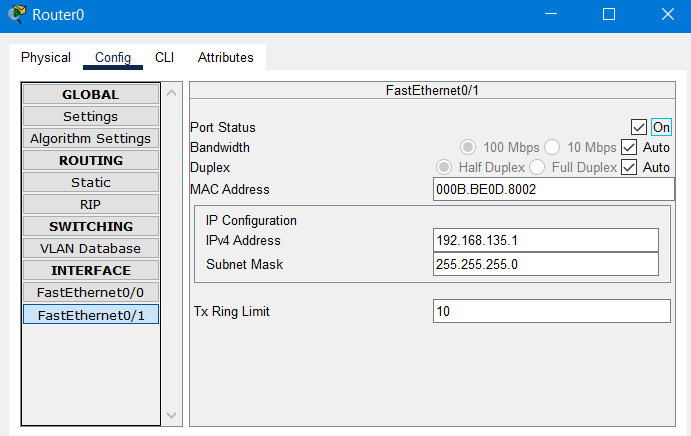 Router0
Physical Config CLI Attributes
GLOBAL
Settings
Algorithm Settings
ROUTING
Static
RIP
SWITCHING
VLAN Database
INTERFACE
FastEthernet0/0
FastEthernet0/1
FastEthernet0/1
Port Status On
Bandwidth 100 Mbps 10 Mbps Auto
Duplex Half Duplex Full Duplex Auto
MAC Address 000B.BE0D.8002
IP Configuration
IPv4 Address 192.168.135.1
Subnet Mask 255.255.255.0
Tx Ring Limit 10